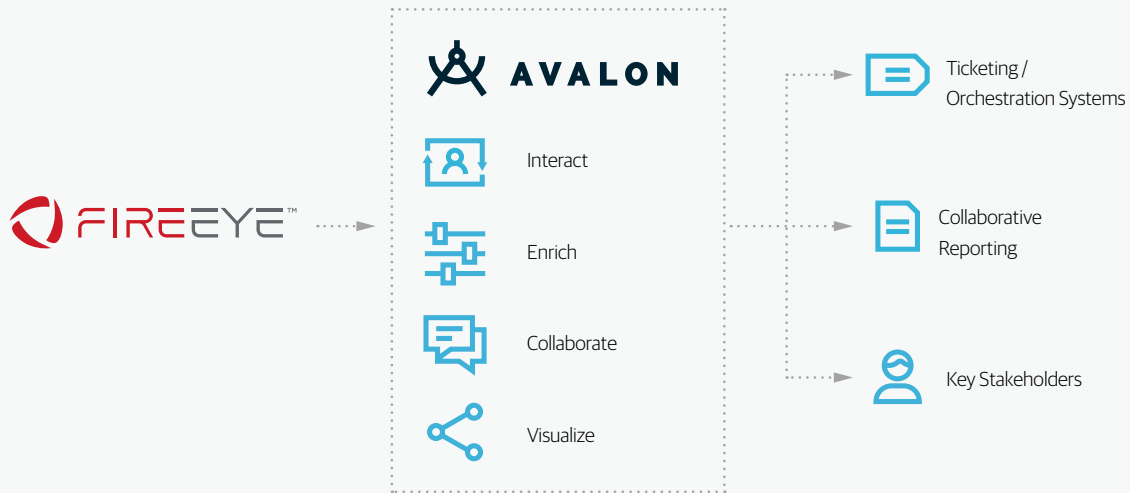 FIREEYE™
AVALON
Interact
Enrich
Collaborate
Visualize
Ticketing /
Orchestration Systems
Collaborative
Reporting
Key Stakeholders